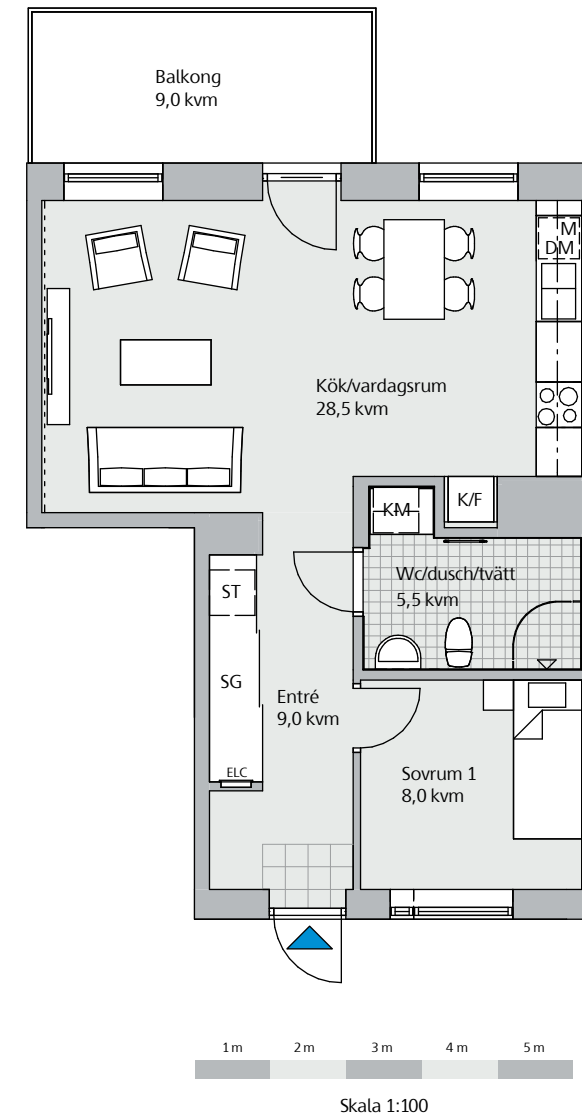 Balkong
9,0 kvm
M
DM
Kök/vardagsrum
28,5 kvm
KM
K/F
Wc/dusch/tvätt
5,5 kvm
ST
SG
Entré
9,0 kvm
ELC
Sovrum 1
8,0 kvm
1 m 2 m 3 m 4 m 5 m
Skala 1:100